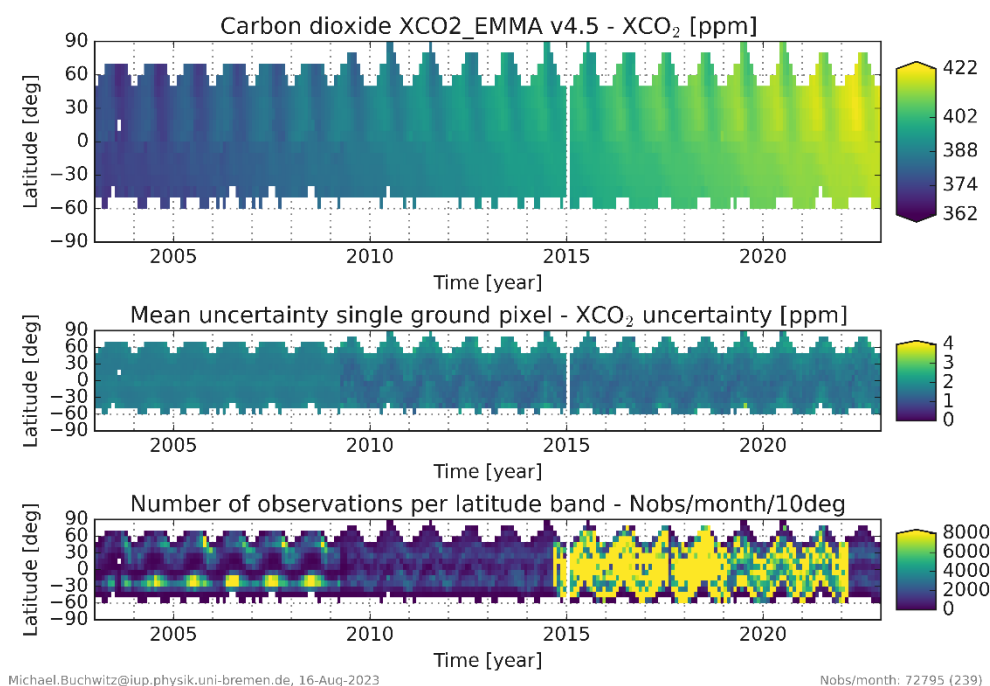 Carbon dioxide XCO2_EMMA v4.5 - XCO₂ [ppm]
90
60
30
0
−30
−60
−90
Latitude [deg]
2005 2010 2015 2020
Time [year]
422
402
388
374
362
Mean uncertainty single ground pixel - XCO₂ uncertainty [ppm]
90
60
30
0
−30
−60
−90
Latitude [deg]
2005 2010 2015 2020
Time [year]
4
3
2
1
0
Number of observations per latitude band - Nobs/month/10deg
90
60
30
0
−30
−60
−90
Latitude [deg]
2005 2010 2015 2020
Time [year]
8000
6000
4000
2000
0
Michael.Buchwitz@iup.physik.uni-bremen.de, 16-Aug-2023 Nobs/month: 72795 (239)